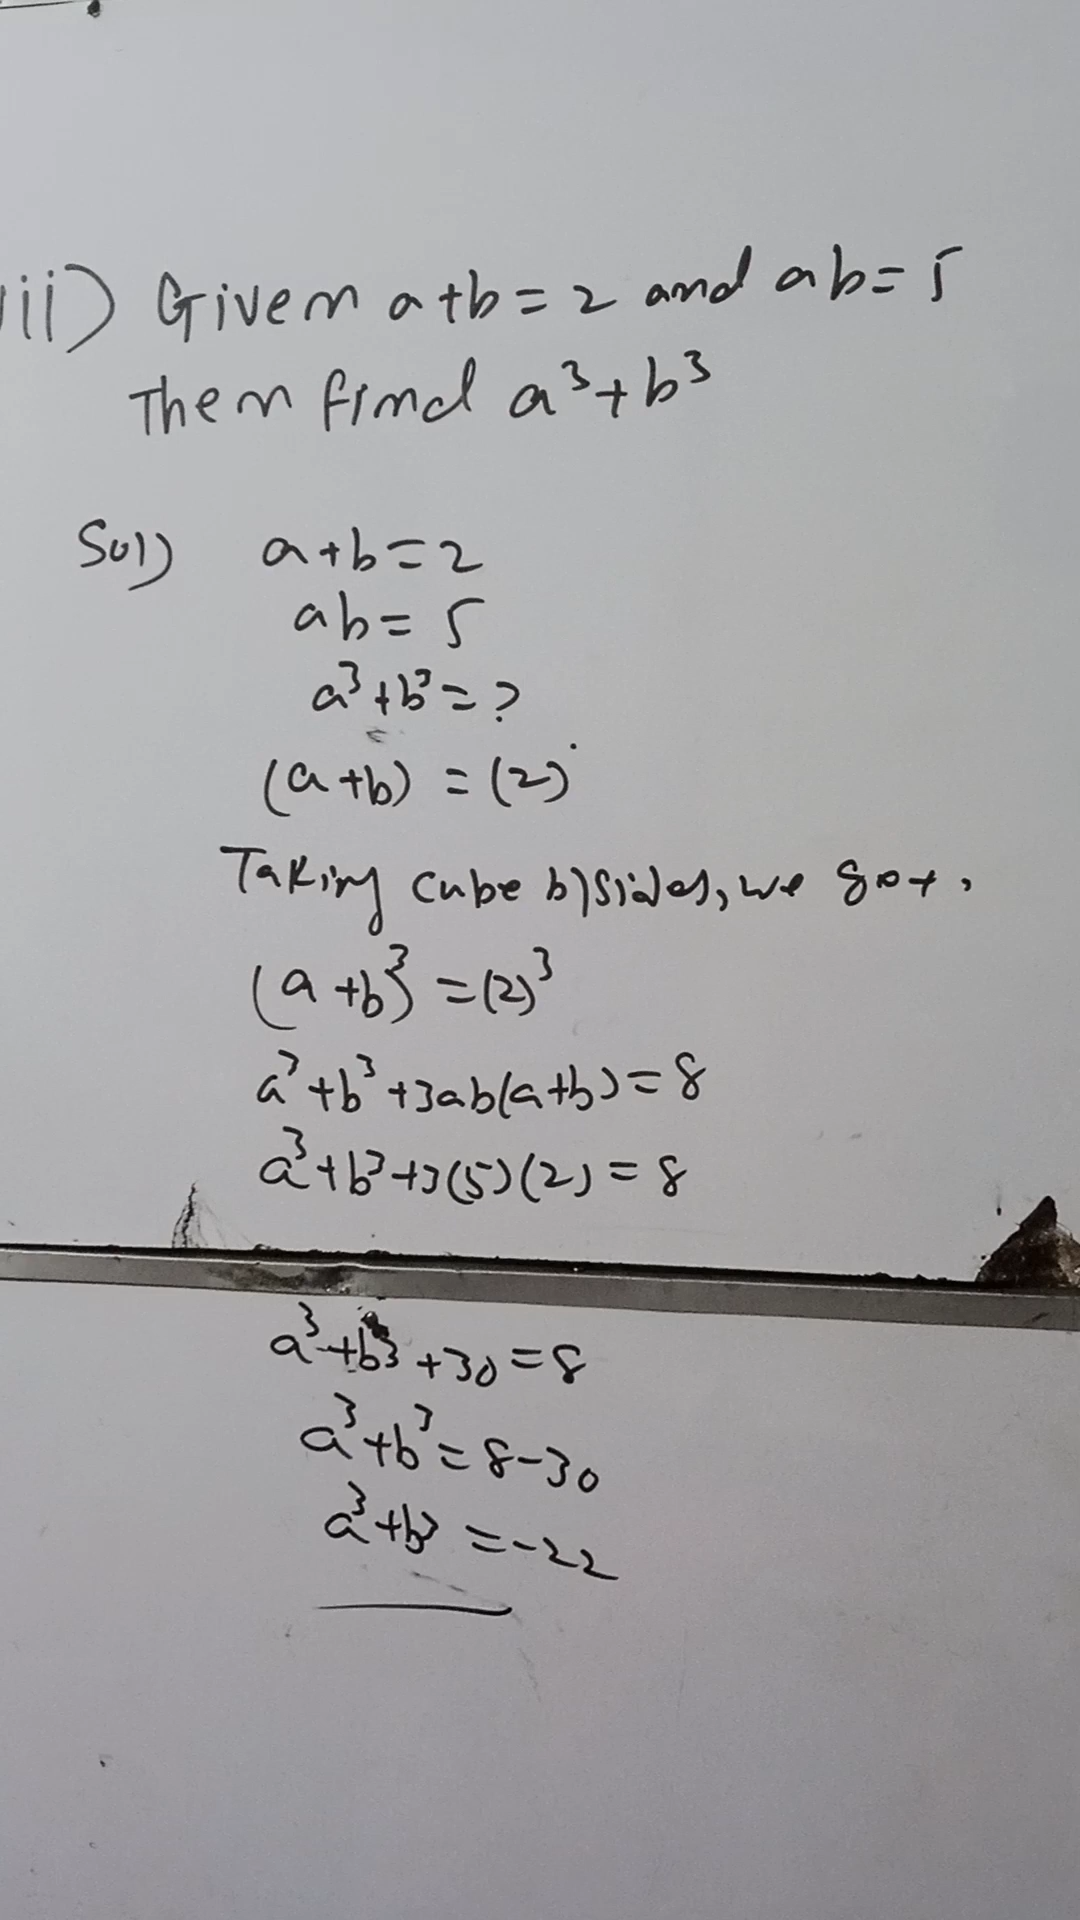 iii) Given a+b=2 and ab=5
Then find a³+b³
Sol)
a+b=2
ab=5
a³+b³=?
(a+b) = (2)
Taking cube b/sides, we got,
(a+b)³ = (2)³
a³+b³+3ab(a+b)=8
a³+b³+3(5)(2)=8
a³+b³+30=8
a³+b³=8-30
a³+b³=-22